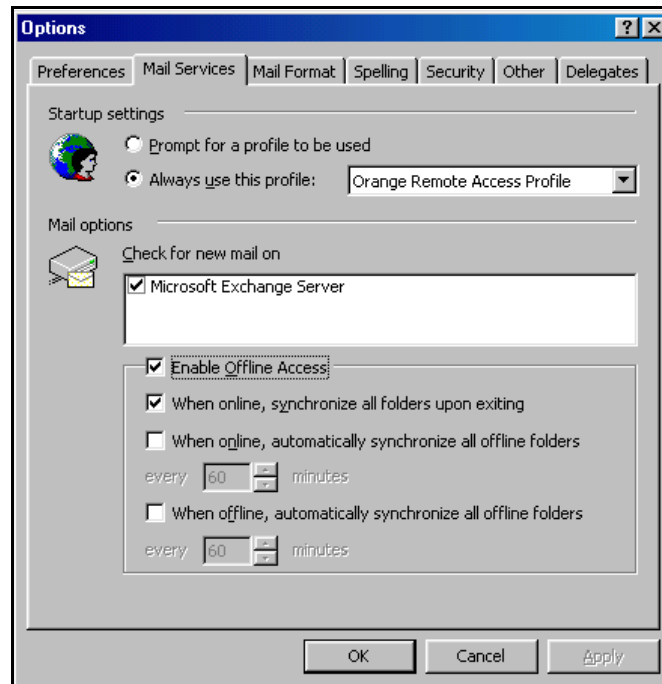 Options
Preferences Mail Services Mail Format Spelling Security Other Delegates
Startup settings
Prompt for a profile to be used
Always use this profile: Orange Remote Access Profile
Mail options
Check for new mail on
Microsoft Exchange Server
Enable Offline Access
When online, synchronize all folders upon exiting
When online, automatically synchronize all offline folders
every 60 minutes
When offline, automatically synchronize all offline folders
every 60 minutes
OK Cancel Apply